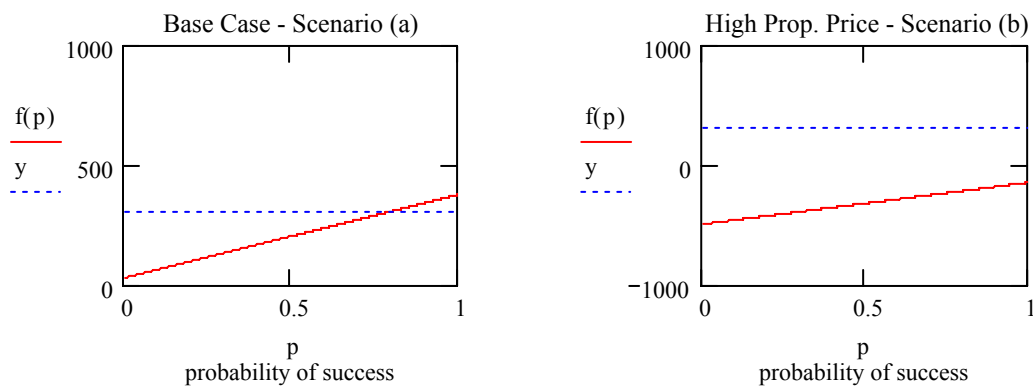 Base Case - Scenario (a)
1000
f(p)
500
y
0
0
0.5
1
p
probability of success
High Prop. Price - Scenario (b)
1000
f(p)
0
y
−1000
0
0.5
1
p
probability of success